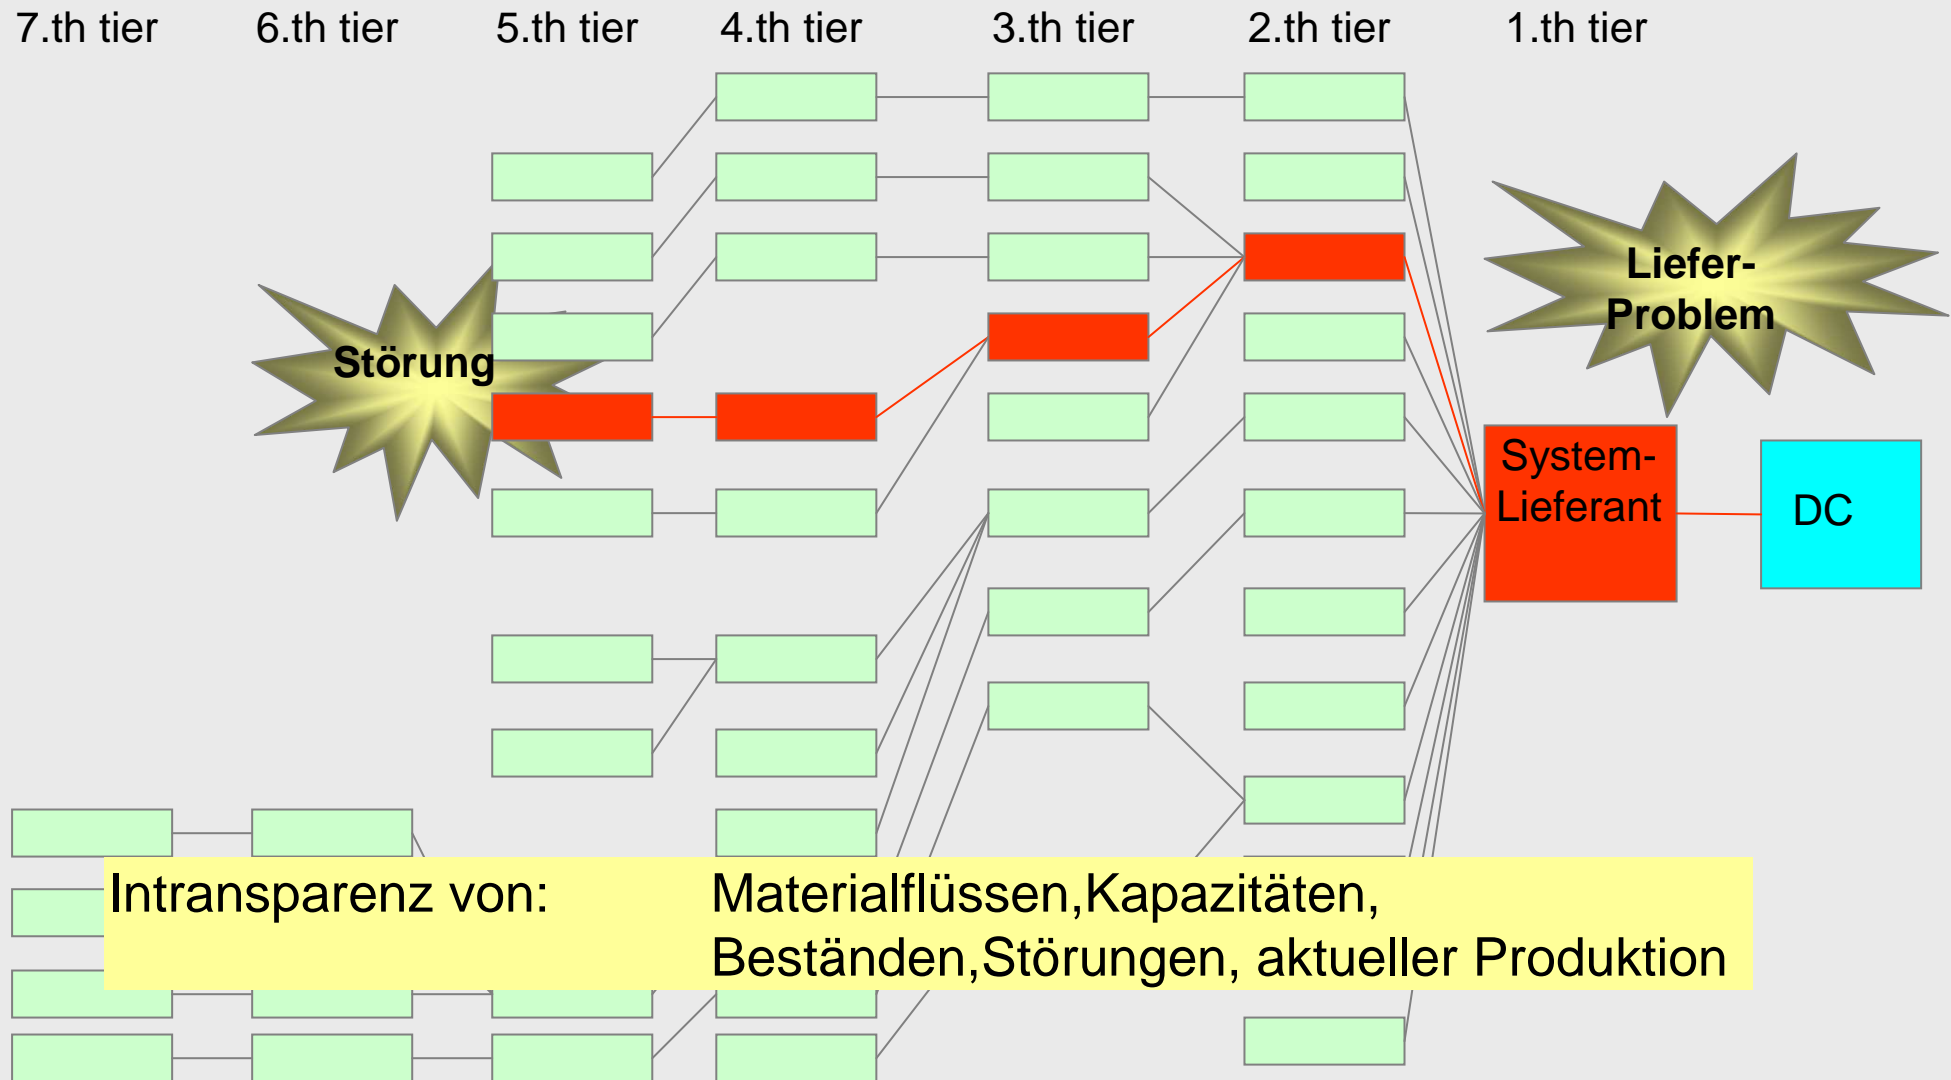 7.th tier 6.th tier 5.th tier 4.th tier 3.th tier 2.th tier 1.th tier
Liefer-
Problem
Störung
System-
Lieferant
DC
Intransparenz von: Materialflüssen,Kapazitäten,
Beständen,Störungen, aktueller Produktion